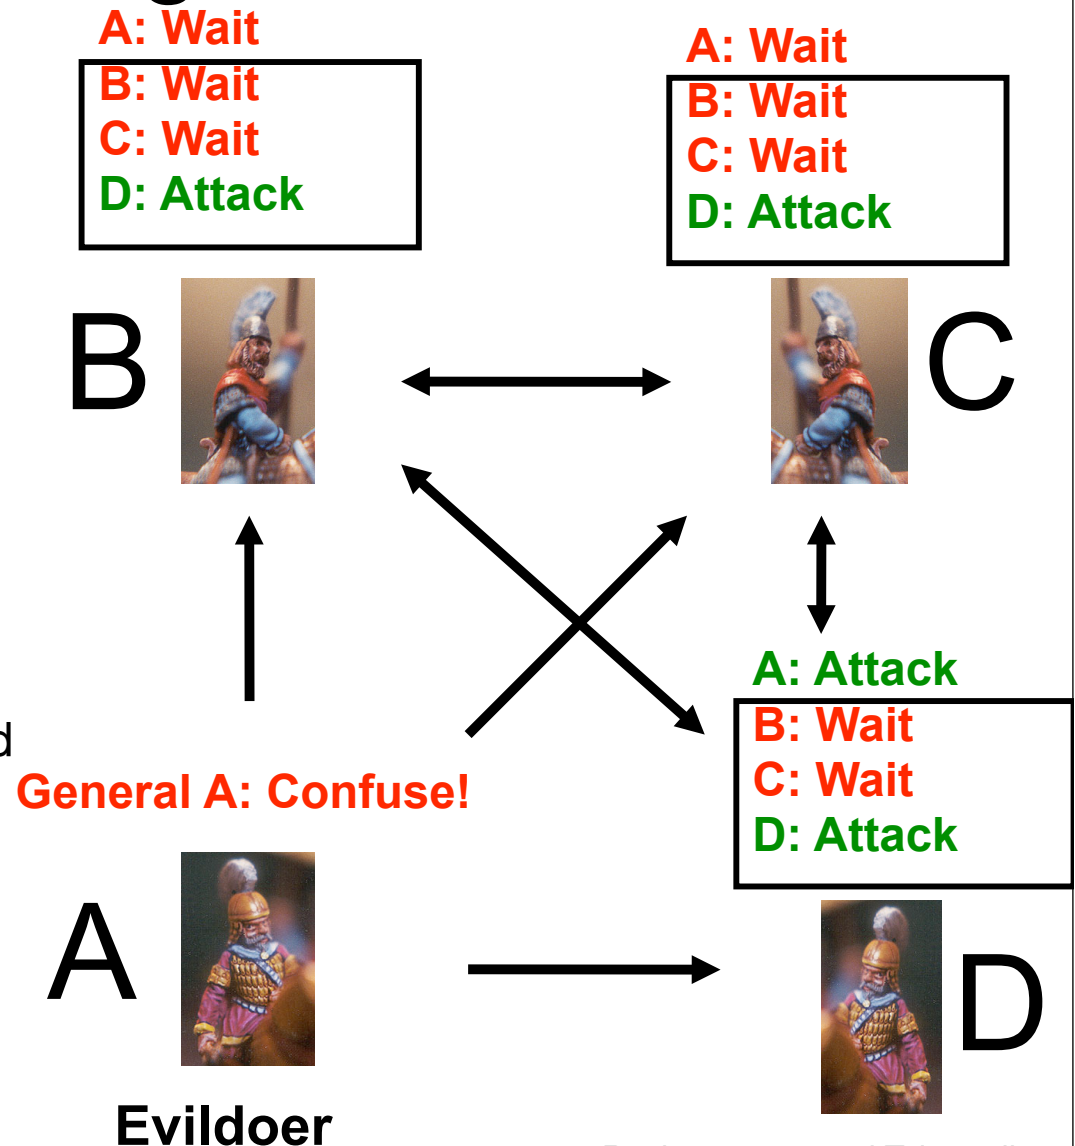 A: Wait
B: Wait
C: Wait
D: Attack
A: Wait
B: Wait
C: Wait
D: Attack
B
C
A: Attack
B: Wait
C: Wait
D: Attack
d
General A: Confuse!
A
D
Evildoer